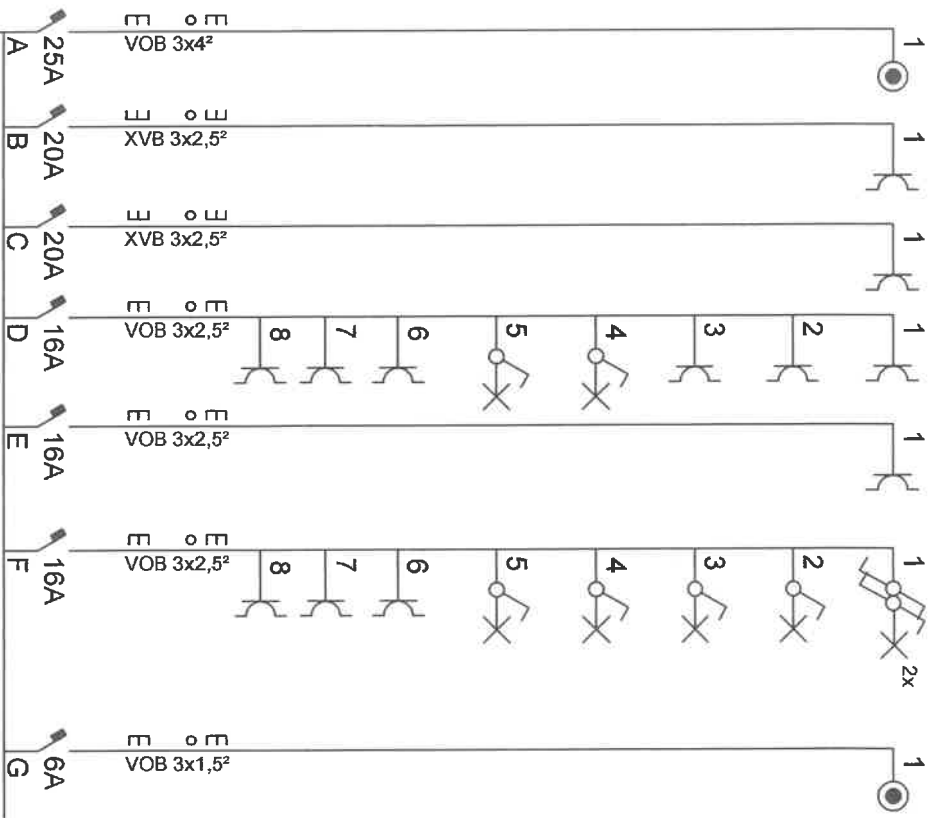 A 25A VOB 3x4² 1
B 20A XVB 3x2,5² 1
C 20A XVB 3x2,5² 1
D 16A VOB 3x2,5² 8 7 6 5 4 3 2 1
E 16A VOB 3x2,5² 1
F 16A VOB 3x2,5² 8 7 6 5 4 3 2 1 2x
G 6A VOB 3x1,5² 1